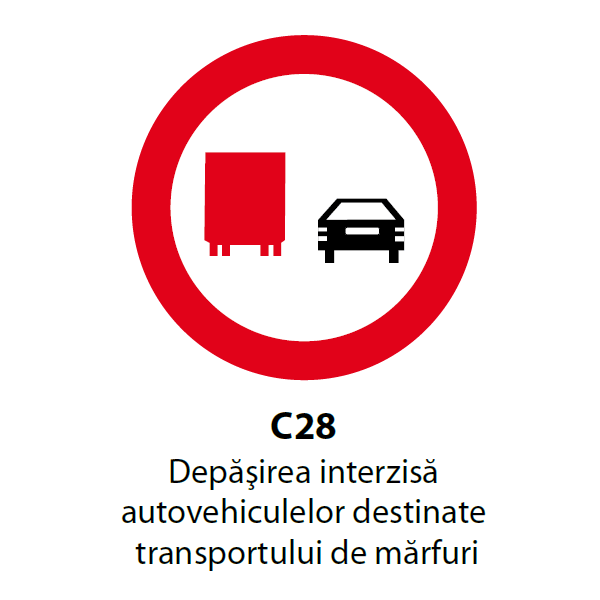 C28
Depăşirea interzisă
autovehiculelor destinate
transportului de mărfuri